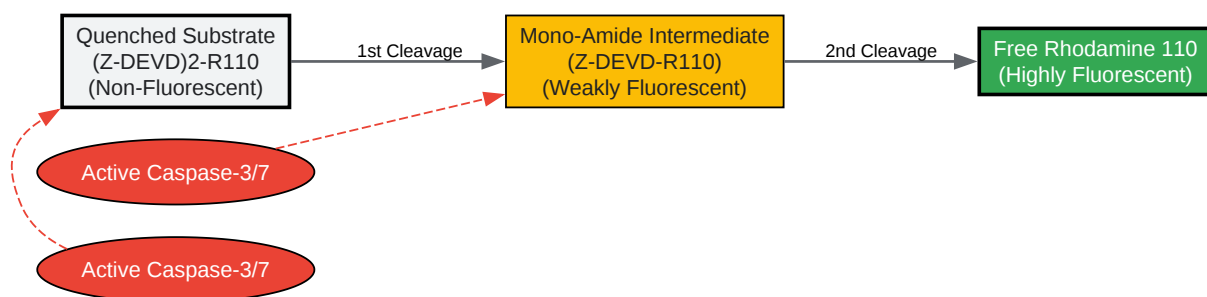 Quenched Substrate
(Z-DEVD)2-R110
(Non-Fluorescent)
1st Cleavage
Mono-Amide Intermediate
(Z-DEVD-R110)
(Weakly Fluorescent)
2nd Cleavage
Free Rhodamine 110
(Highly Fluorescent)
Active Caspase-3/7
Active Caspase-3/7